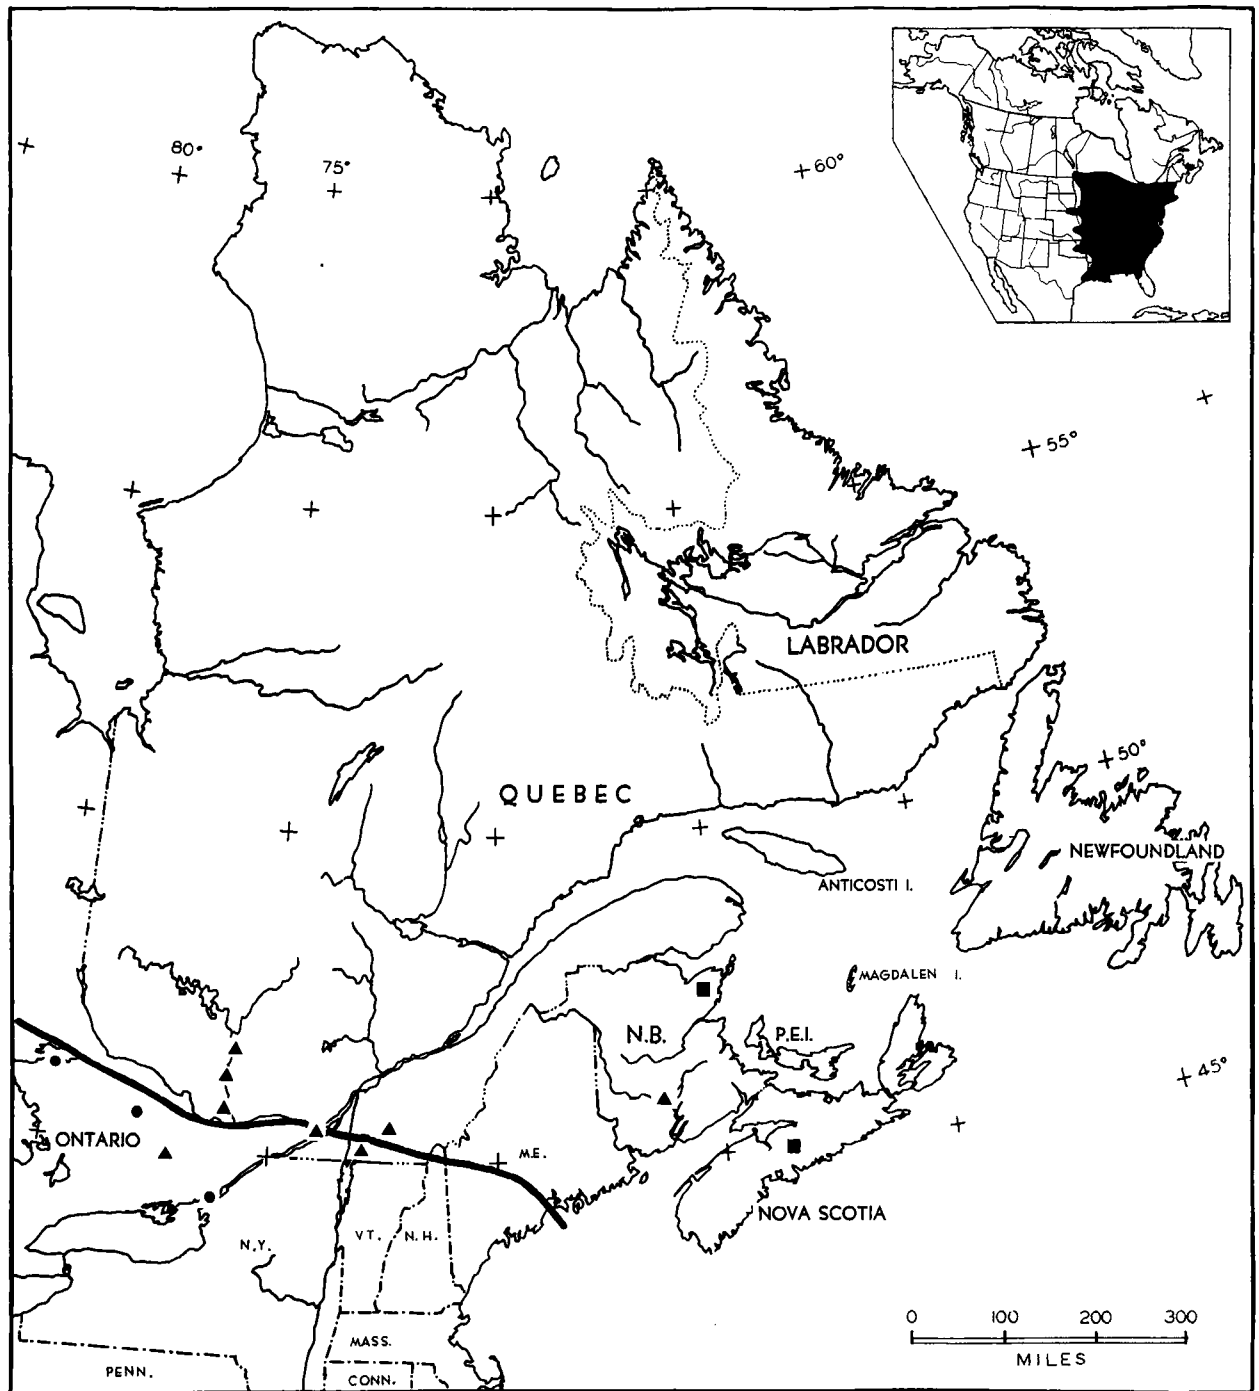 80°
75°
60°
55°
LABRADOR
50°
QUEBEC
NEWFOUNDLAND
ANTICOSTI I.
MAGDALEN I.
N.B.
P.E.I.
45°
ONTARIO
M.E.
NOVA SCOTIA
N.Y.
VT.
N.H.
0 100 200 300
MILES
MASS.
PENN.
CONN.